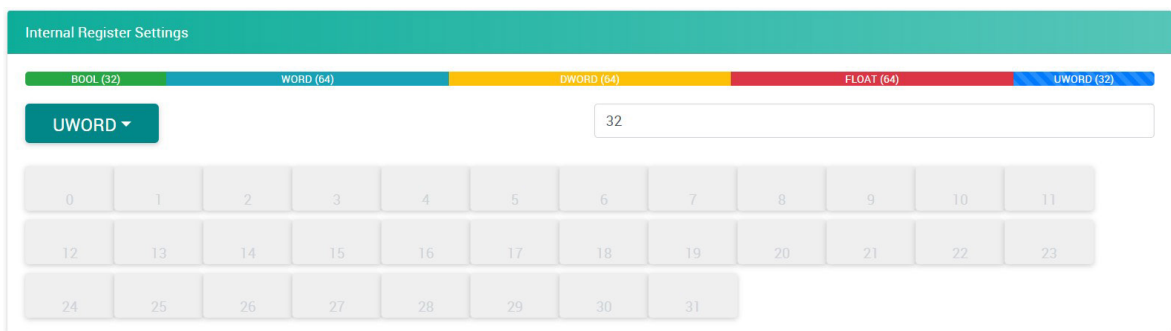 Internal Register Settings
BOOL (32) WORD (64) DWORD (64) FLOAT (64) UWORD (32)
UWORD 32
0 1 2 3 4 5 6 7 8 9 10 11
12 13 14 15 16 17 18 19 20 21 22 23
24 25 26 27 28 29 30 31